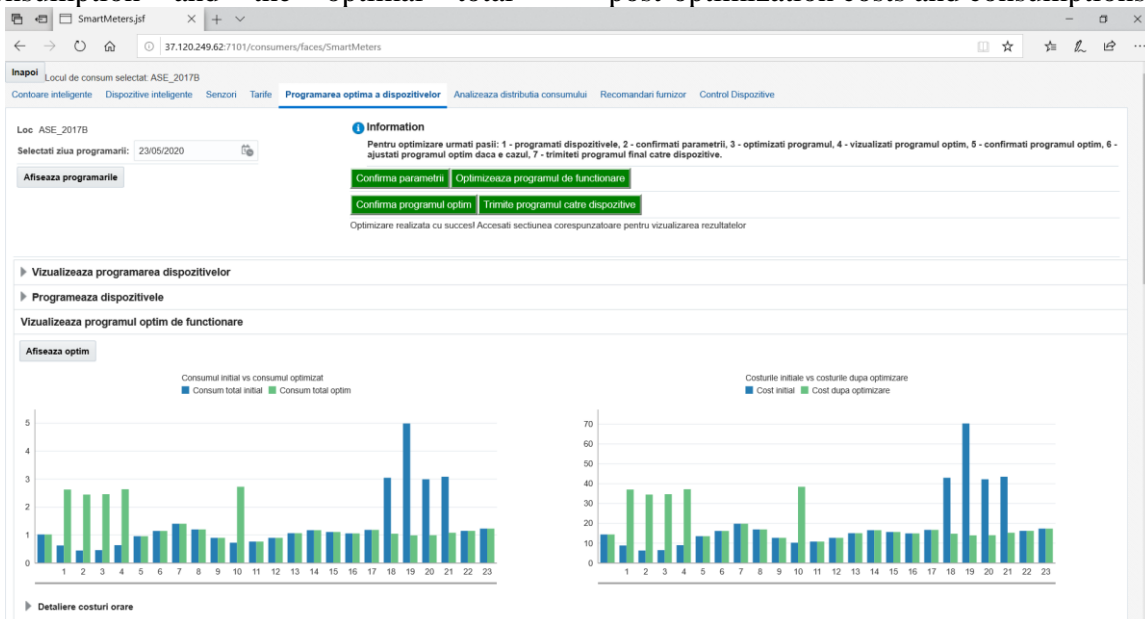 nsumption and the optimal total
post-optimization costs and consumptions
SmartMeters.jsf
37.120.249.62:7101/consumers/faces/SmartMeters
Inapoi
Locul de consum selectat: ASE_2017B
Contoare inteligente Dispozitive inteligente Senzori Tarife Programarea optima a dispozitivelor Analizeaza distributia consumului Recomandari furnizor Control Dispozitive
Loc ASE_2017B
Selectati ziua programarii: 23/05/2020
Afiseaza programarile
Information
Pentru optimizare urmati pasii: 1 - programati dispozitivele, 2 - confirmati parametrii, 3 - optimizati programul, 4 - vizualizati programul optim, 5 - confirmati programul optim, 6 -
ajustati programul optim daca e cazul, 7 - trimiteti programul final catre dispozitive.
Confirma parametrii Optimizeaza programul de functionare
Confirma programul optim Trimite programul catre dispozitive
Optimizare realizata cu succes! Accesati sectiunea corespunzatoare pentru vizualizarea rezultatelor
Vizualizeaza programarea dispozitivelor
Programeaza dispozitivele
Vizualizeaza programul optim de functionare
Afiseaza optim
Consumul initial vs consumul optimizat
Consum total initial Consum total optim
5
4
3
2
1
0
1 2 3 4 5 6 7 8 9 10 11 12 13 14 15 16 17 18 19 20 21 22 23
Costurile initiale vs costurile dupa optimizare
Cost initial Cost dupa optimizare
70
60
50
40
30
20
10
0
1 2 3 4 5 6 7 8 9 10 11 12 13 14 15 16 17 18 19 20 21 22 23
Detaliere costuri orare